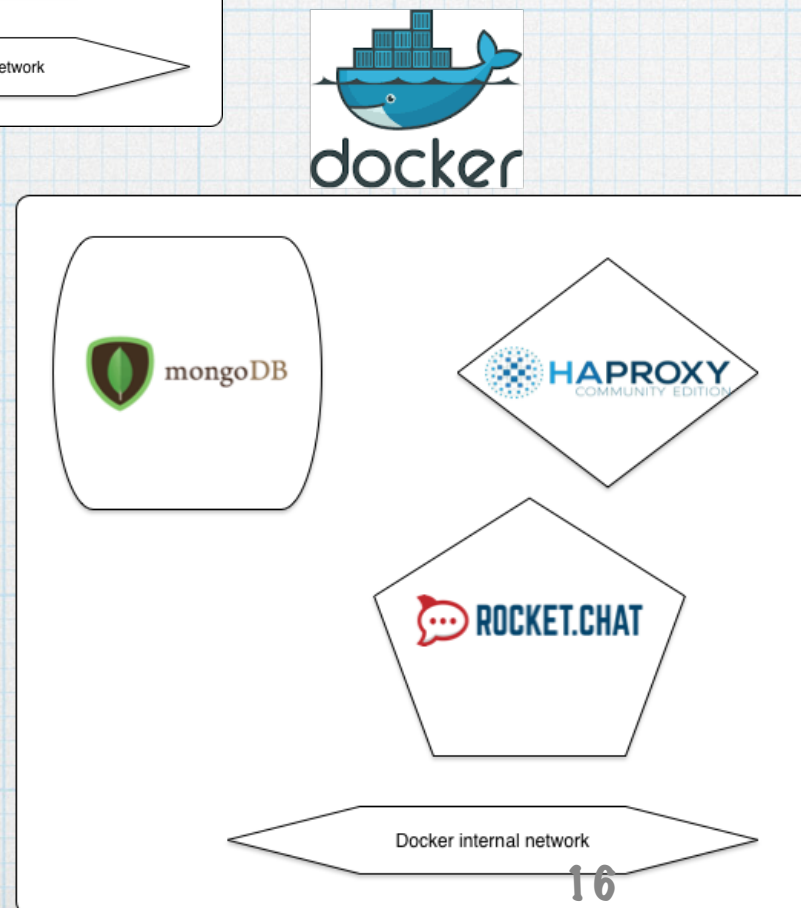 etwork
docker
mongoDB
HAPROXY
COMMUNITY EDITION
ROCKET.CHAT
Docker internal network
16